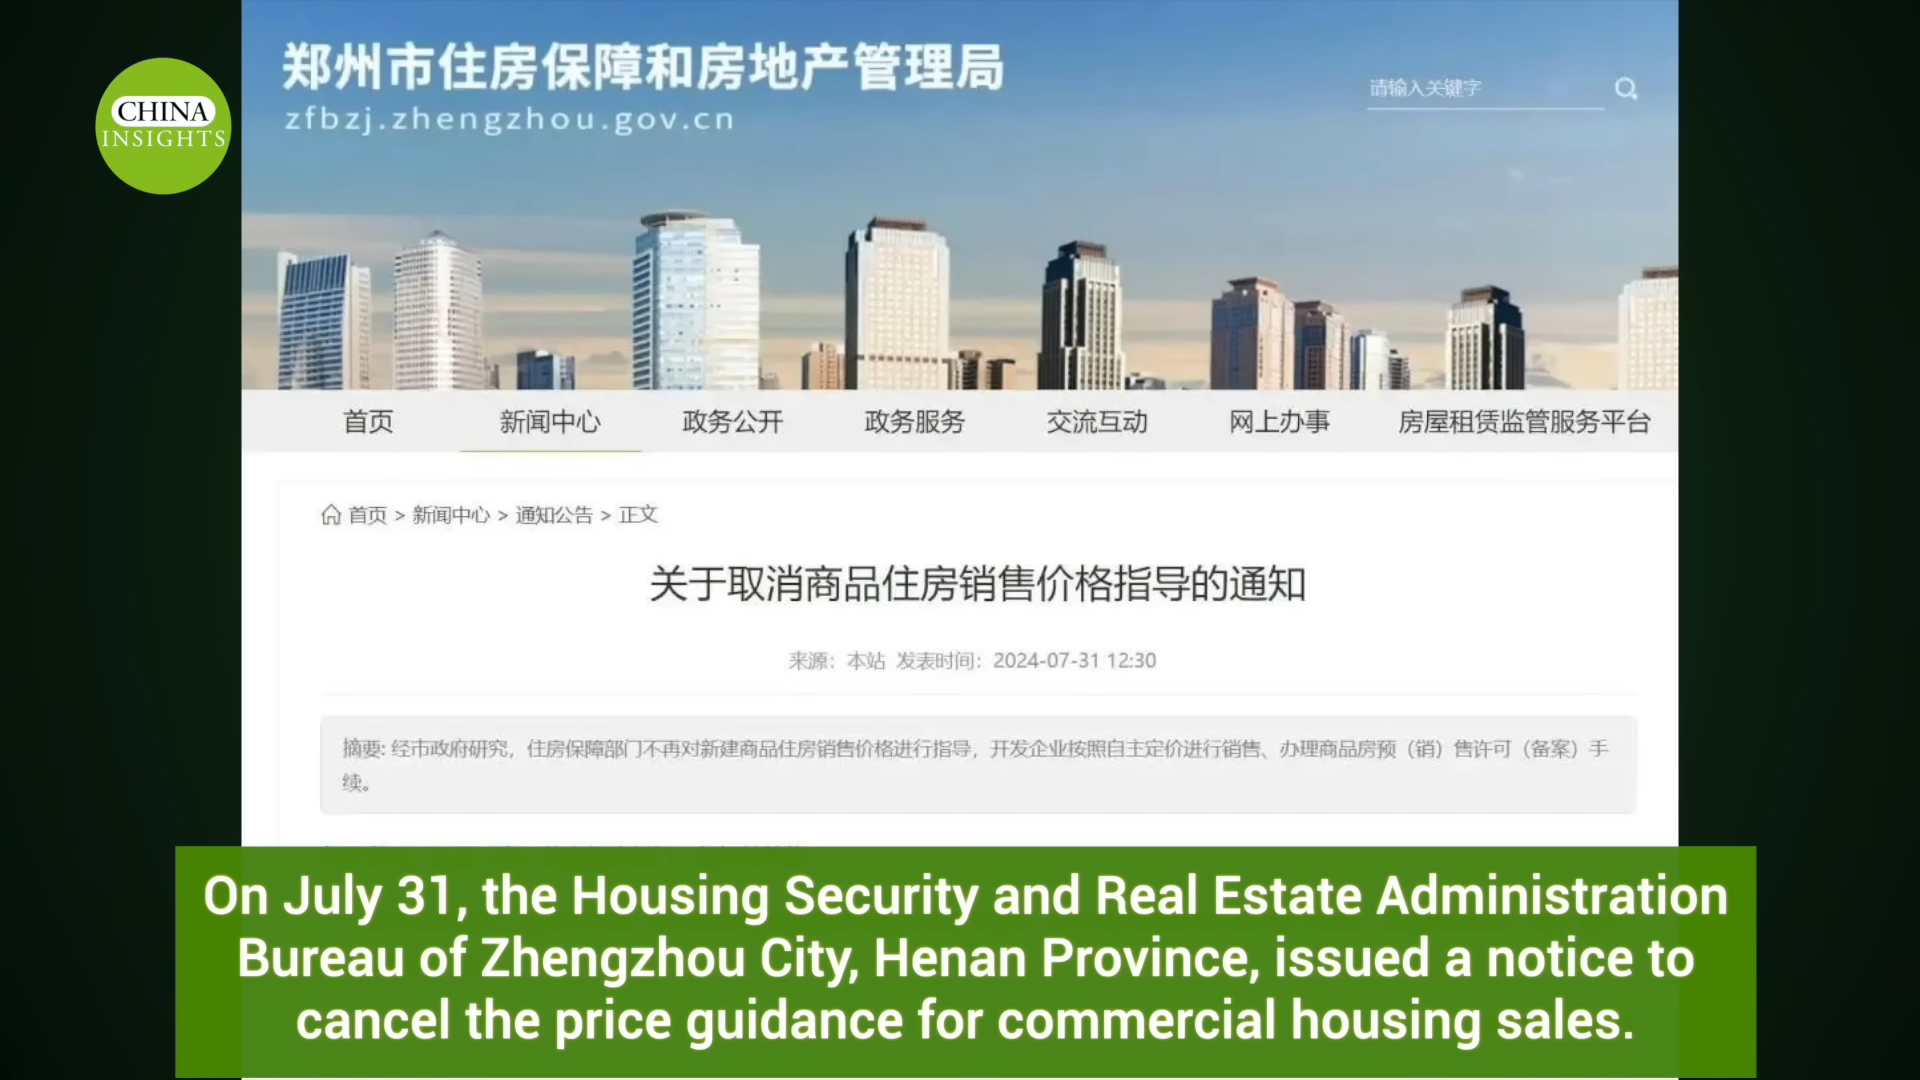 郑州市住房保障和房地产管理局
zfbzj.zhengzhou.gov.cn
请输入关键字
CHINA
INSIGHTS
首页 新闻中心 政务公开 政务服务 交流互动 网上办事 房屋租赁监管服务平台
首页 > 新闻中心 > 通知公告 > 正文
关于取消商品住房销售价格指导的通知
来源：本站 发表时间：2024-07-31 12:30
摘要: 经市政府研究，住房保障部门不再对新建商品住房销售价格进行指导，开发企业按照自主定价进行销售、办理商品房预（销）售许可（备案）手
续。
On July 31, the Housing Security and Real Estate Administration
Bureau of Zhengzhou City, Henan Province, issued a notice to
cancel the price guidance for commercial housing sales.